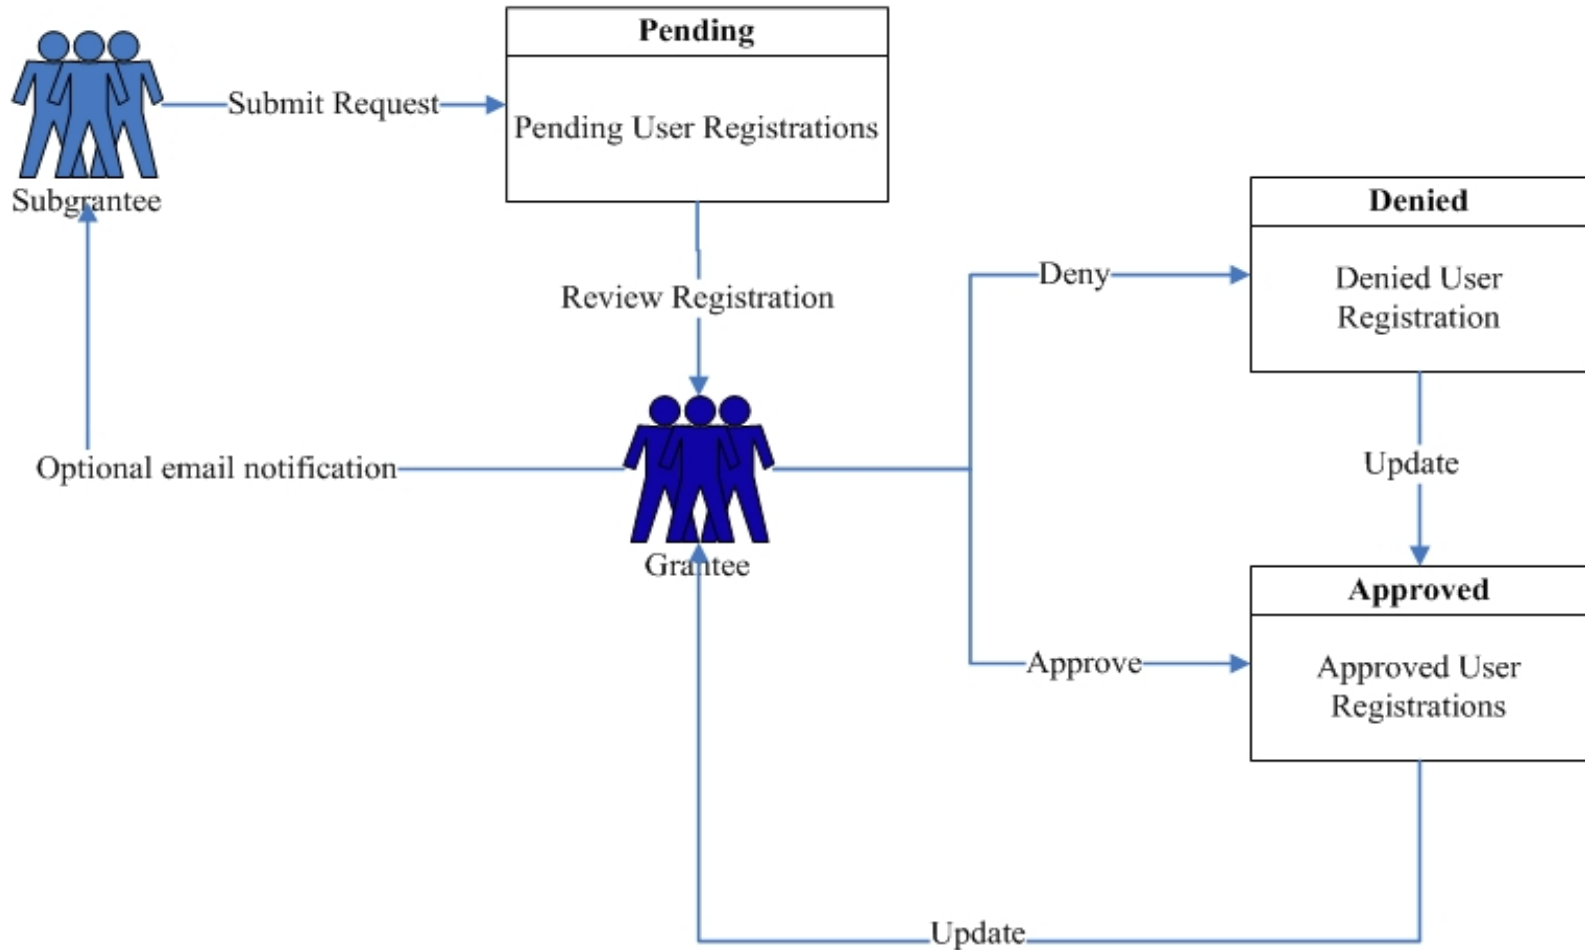 Pending
Submit Request
Pending User Registrations
Subgrantee
Denied
Deny
Denied User
Registration
Review Registration
Optional email notification
Update
Grantee
Approved
Approve
Approved User
Registrations
Update